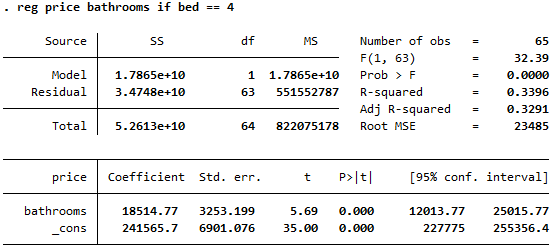 . reg price bathrooms if bed == 4
Source SS df MS Number of obs = 65
F(1, 63) = 32.39
Model 1.7865e+10 1 1.7865e+10 Prob > F = 0.0000
Residual 3.4748e+10 63 551552787 R-squared = 0.3396
Adj R-squared = 0.3291
Total 5.2613e+10 64 822075178 Root MSE = 23485
price Coefficient Std. err. t P>|t| [95% conf. interval]
bathrooms 18514.77 3253.199 5.69 0.000 12013.77 25015.77
_cons 241565.7 6901.076 35.00 0.000 227775 255356.4